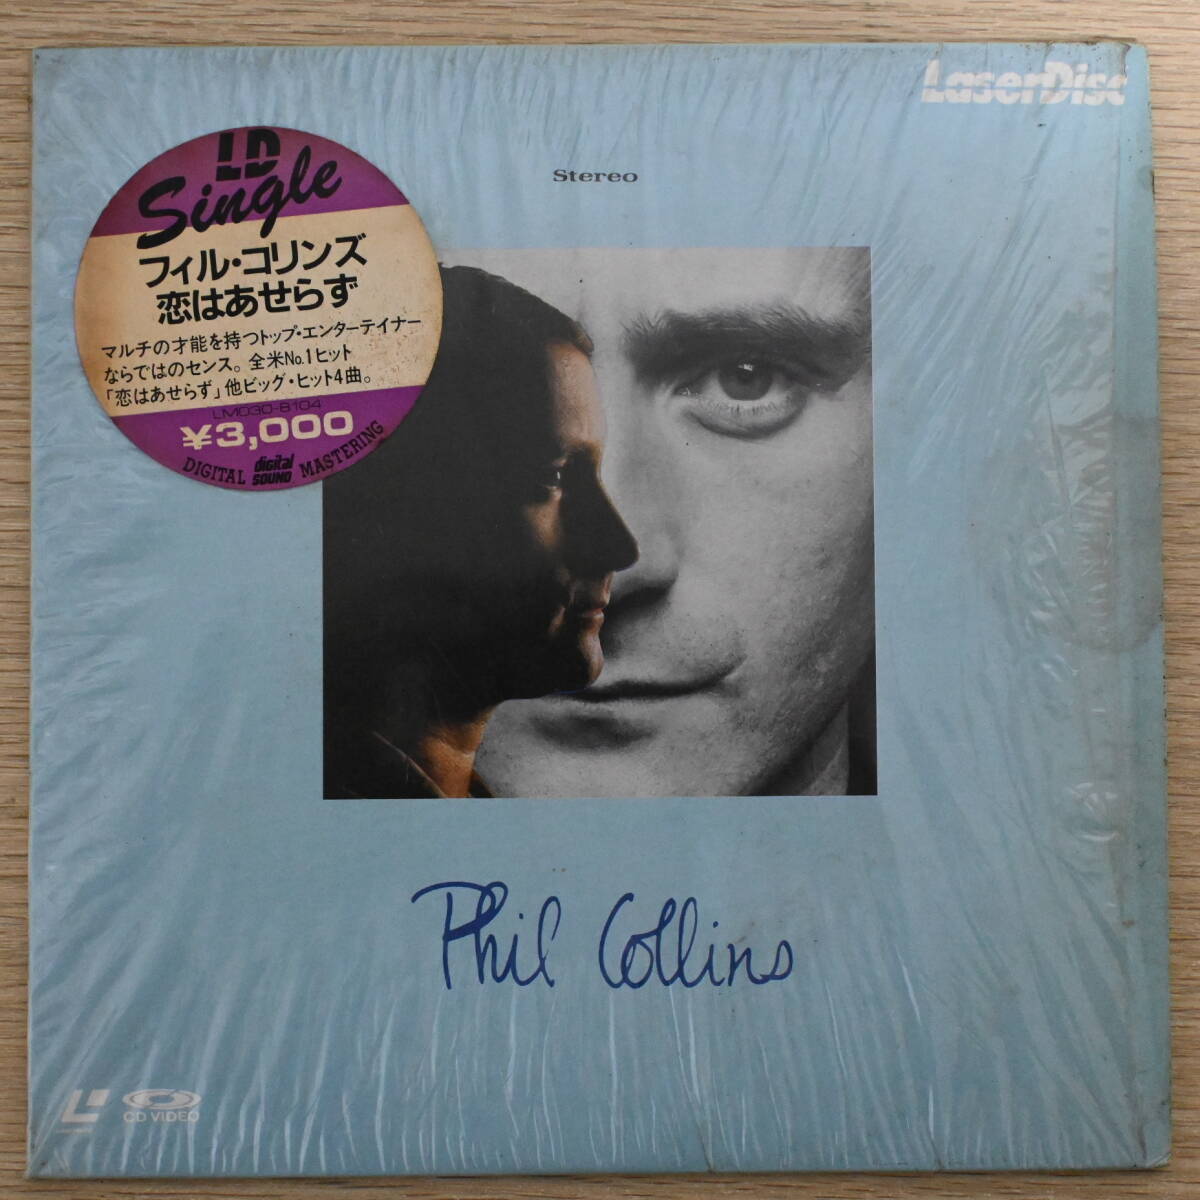 LaserDisc
LD
Single
フィル・コリンズ
恋はあせらず
マルチの才能を持つトップ・エンターテイナー
ならではのセンス。全米No.1ヒット
「恋はあせらず」他ビッグ・ヒット4曲。
LM030-8104
¥3,000
DIGITAL digital SOUND MASTERING
Stereo
Phil Collins
CD VIDEO